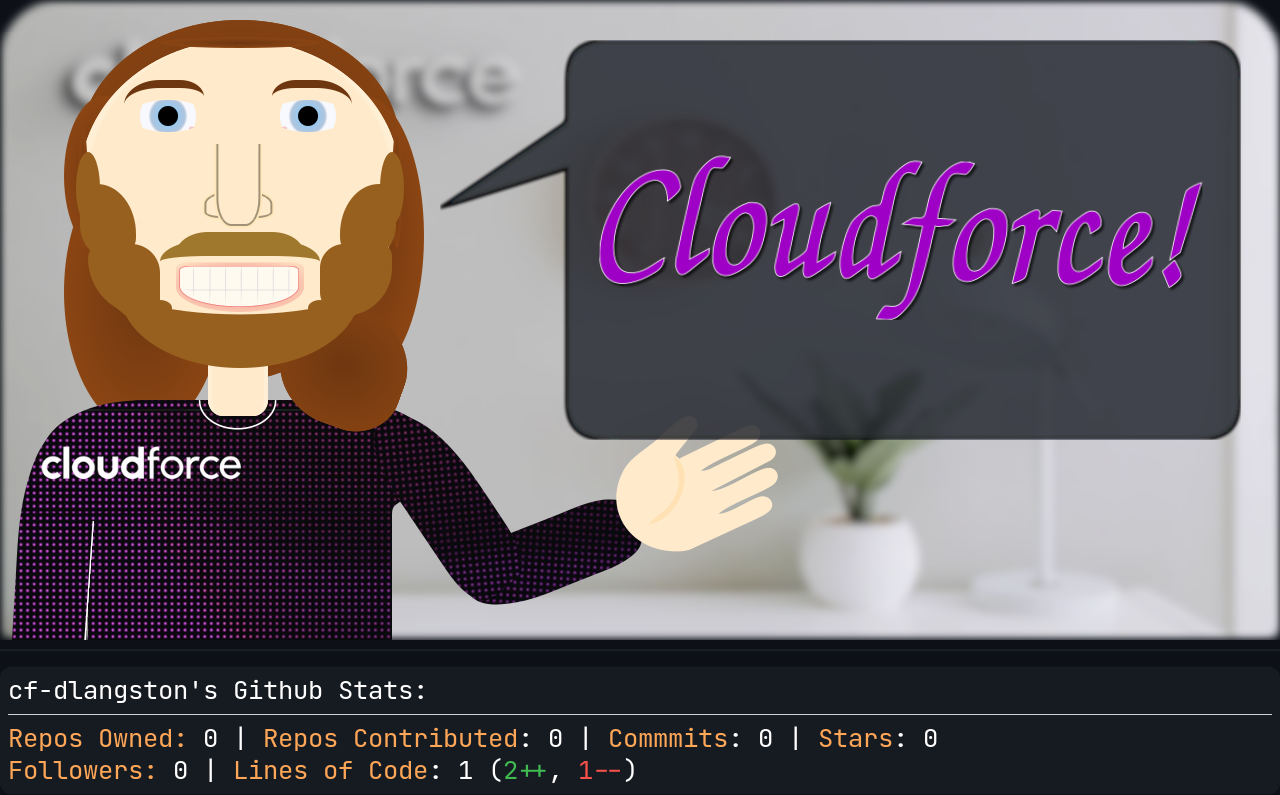 cloudforce
Cloudforce!
cloudforce
cf-dlangston's Github Stats:
Repos Owned: 0 | Repos Contributed: 0 | Commmits: 0 | Stars: 0
Followers: 0 | Lines of Code: 1 (2++, 1--)